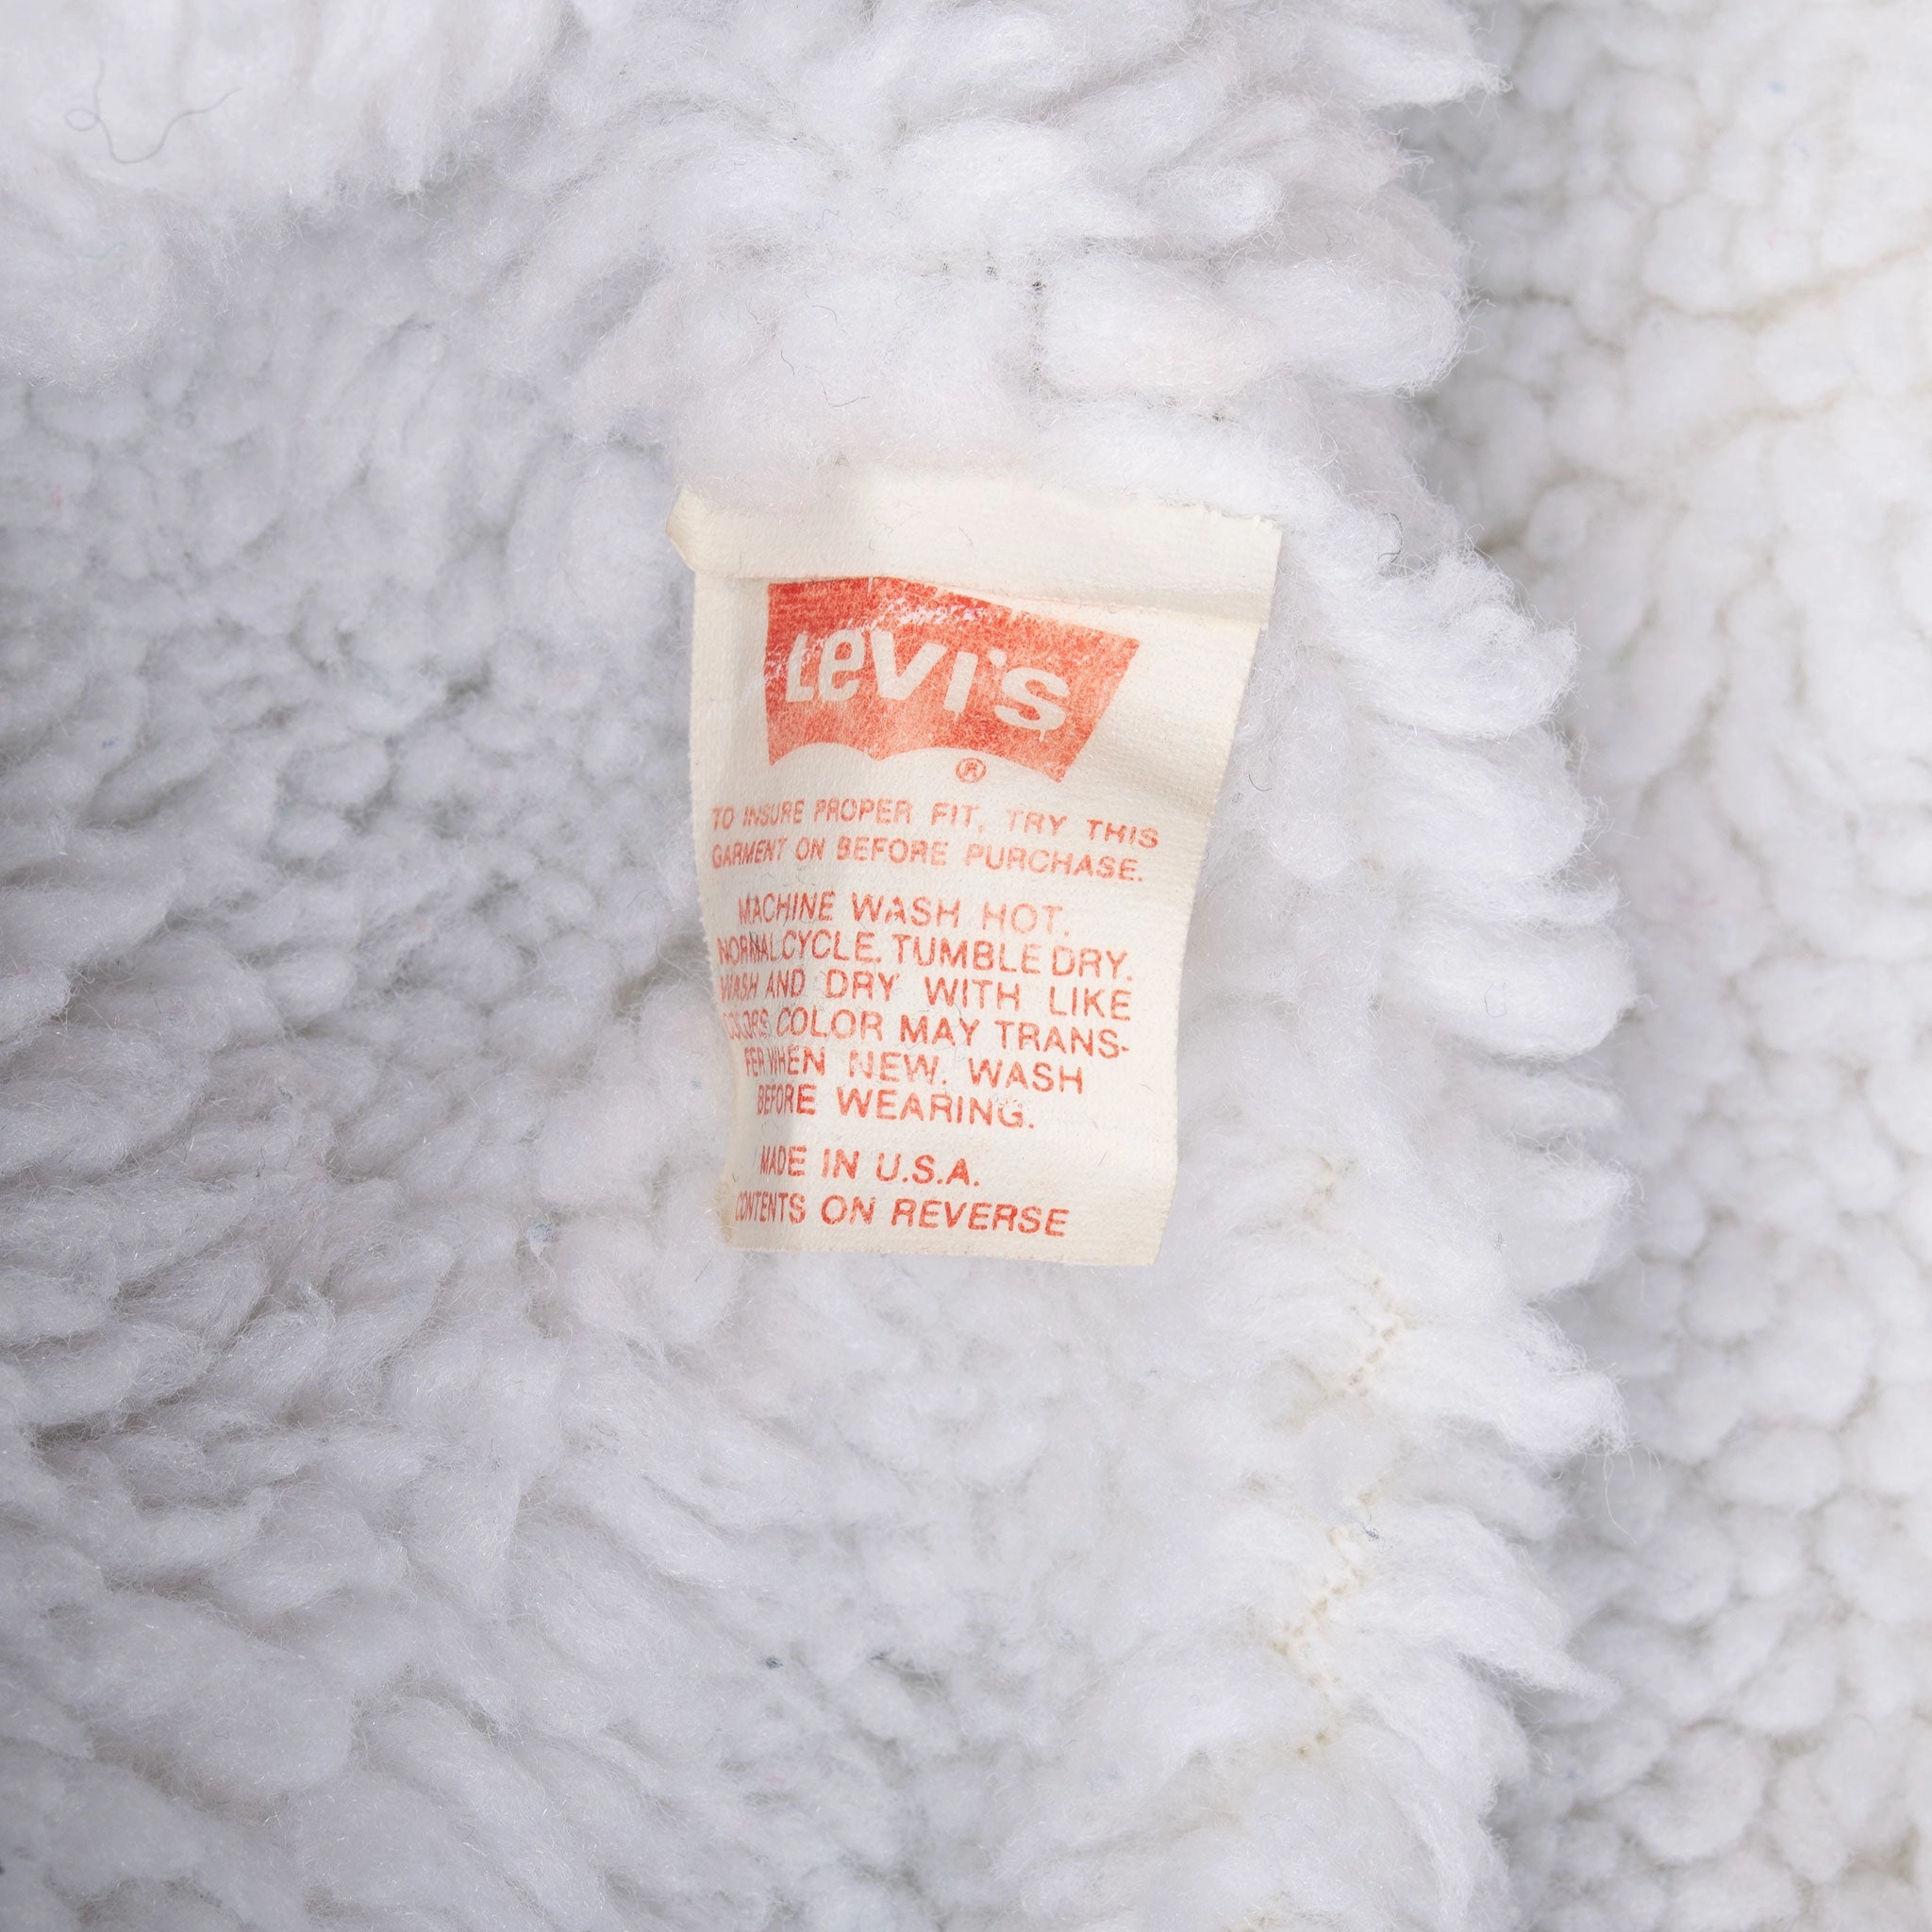 LEVI'S
®
TO INSURE PROPER FIT, TRY THIS
GARMENT ON BEFORE PURCHASE.
MACHINE WASH HOT.
NORMAL CYCLE. TUMBLE DRY.
WASH AND DRY WITH LIKE
COLORS. COLOR MAY TRANS-
FER WHEN NEW. WASH
BEFORE WEARING.
MADE IN U.S.A.
CONTENTS ON REVERSE